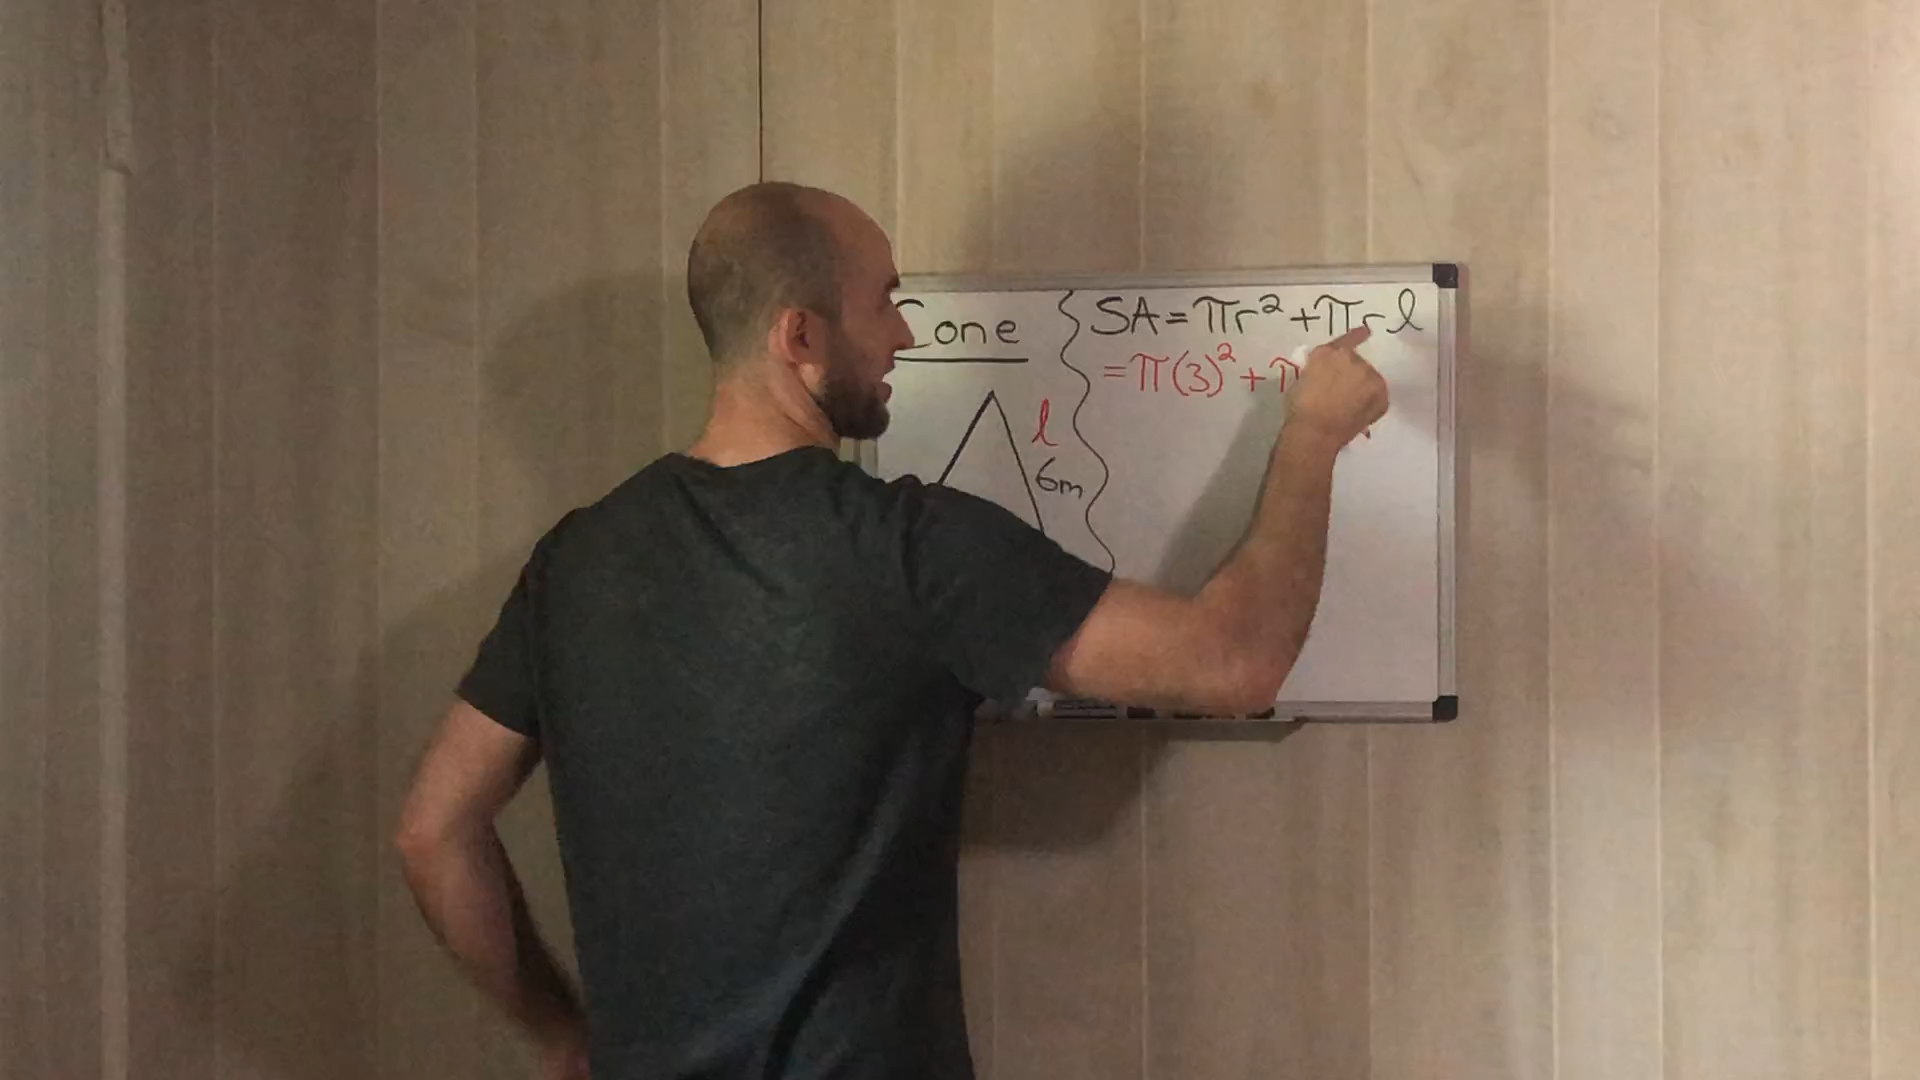 Cone
SA = πr² + πrl
= π(3)² + π
l
6m